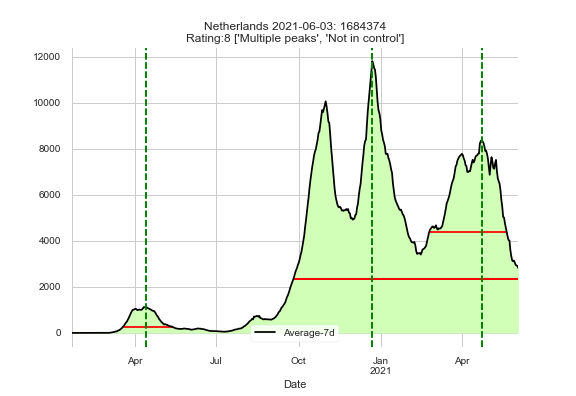 Netherlands 2021-06-03: 1684374
Rating:8 ['Multiple peaks', 'Not in control']
12000
10000
8000
6000
4000
2000
0
Average-7d
Apr
Jul
Oct
Jan
2021
Apr
Date